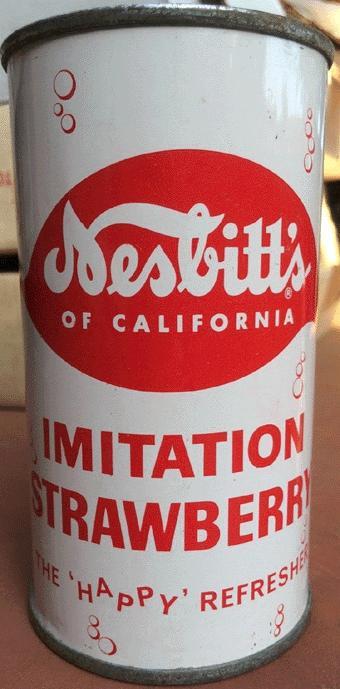 Nesbitt's®
OF CALIFORNIA
IMITATION
STRAWBERRY
THE 'HAPPY' REFRESHER